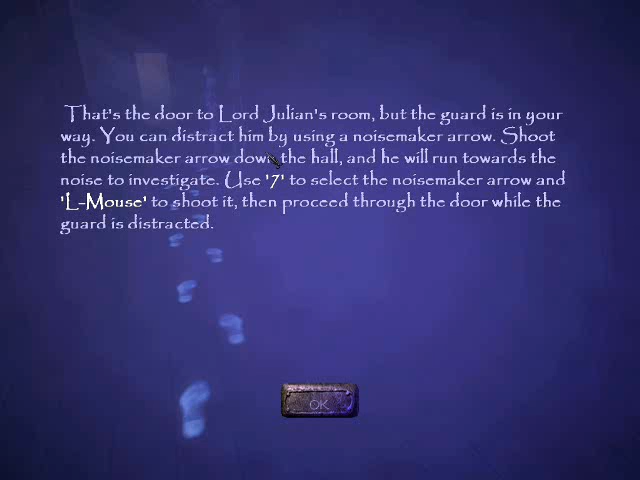 That's the door to Lord Julian's room, but the guard is in your
way. You can distract him by using a noisemaker arrow. Shoot
the noisemaker arrow down the hall, and he will run towards the
noise to investigate. Use '7' to select the noisemaker arrow and
'L-Mouse' to shoot it, then proceed through the door while the
guard is distracted.
OK